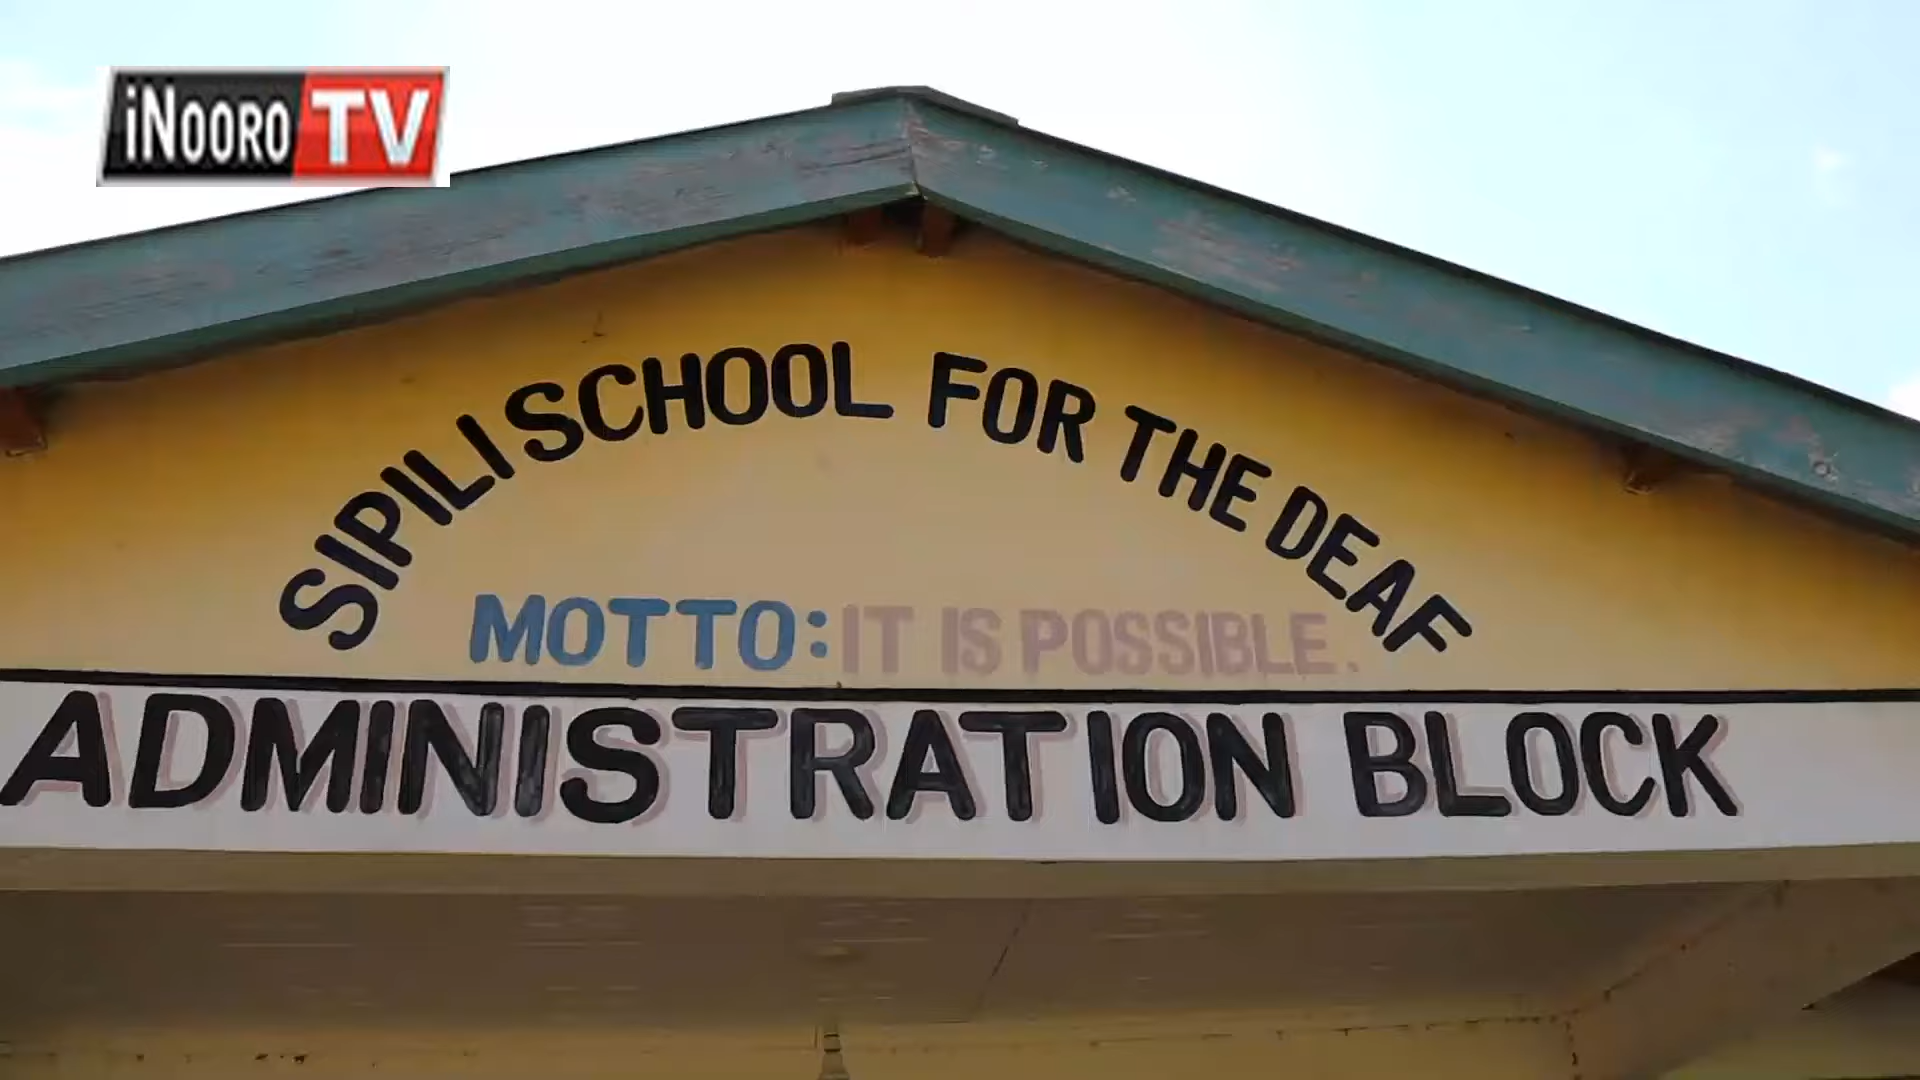 iNOORO TV
SIPILI SCHOOL FOR THE DEAF
MOTTO: IT IS POSSIBLE.
ADMINISTRATION BLOCK